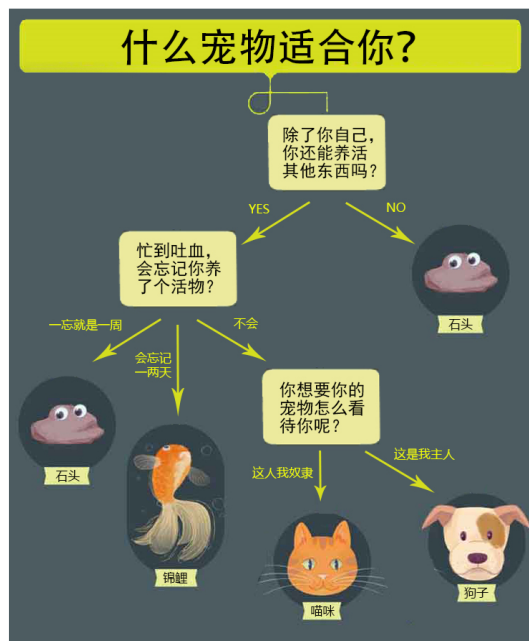 什么宠物适合你?
除了你自己，
你还能养活
其他东西吗?
YES
NO
忙到吐血，
会忘记你养
了个活物?
石头
一忘就是一周
会忘记
一两天
不会
你想要你的
宠物怎么看
待你呢?
石头
这人我奴隶
这是我主人
锦鲤
喵咪
狗子